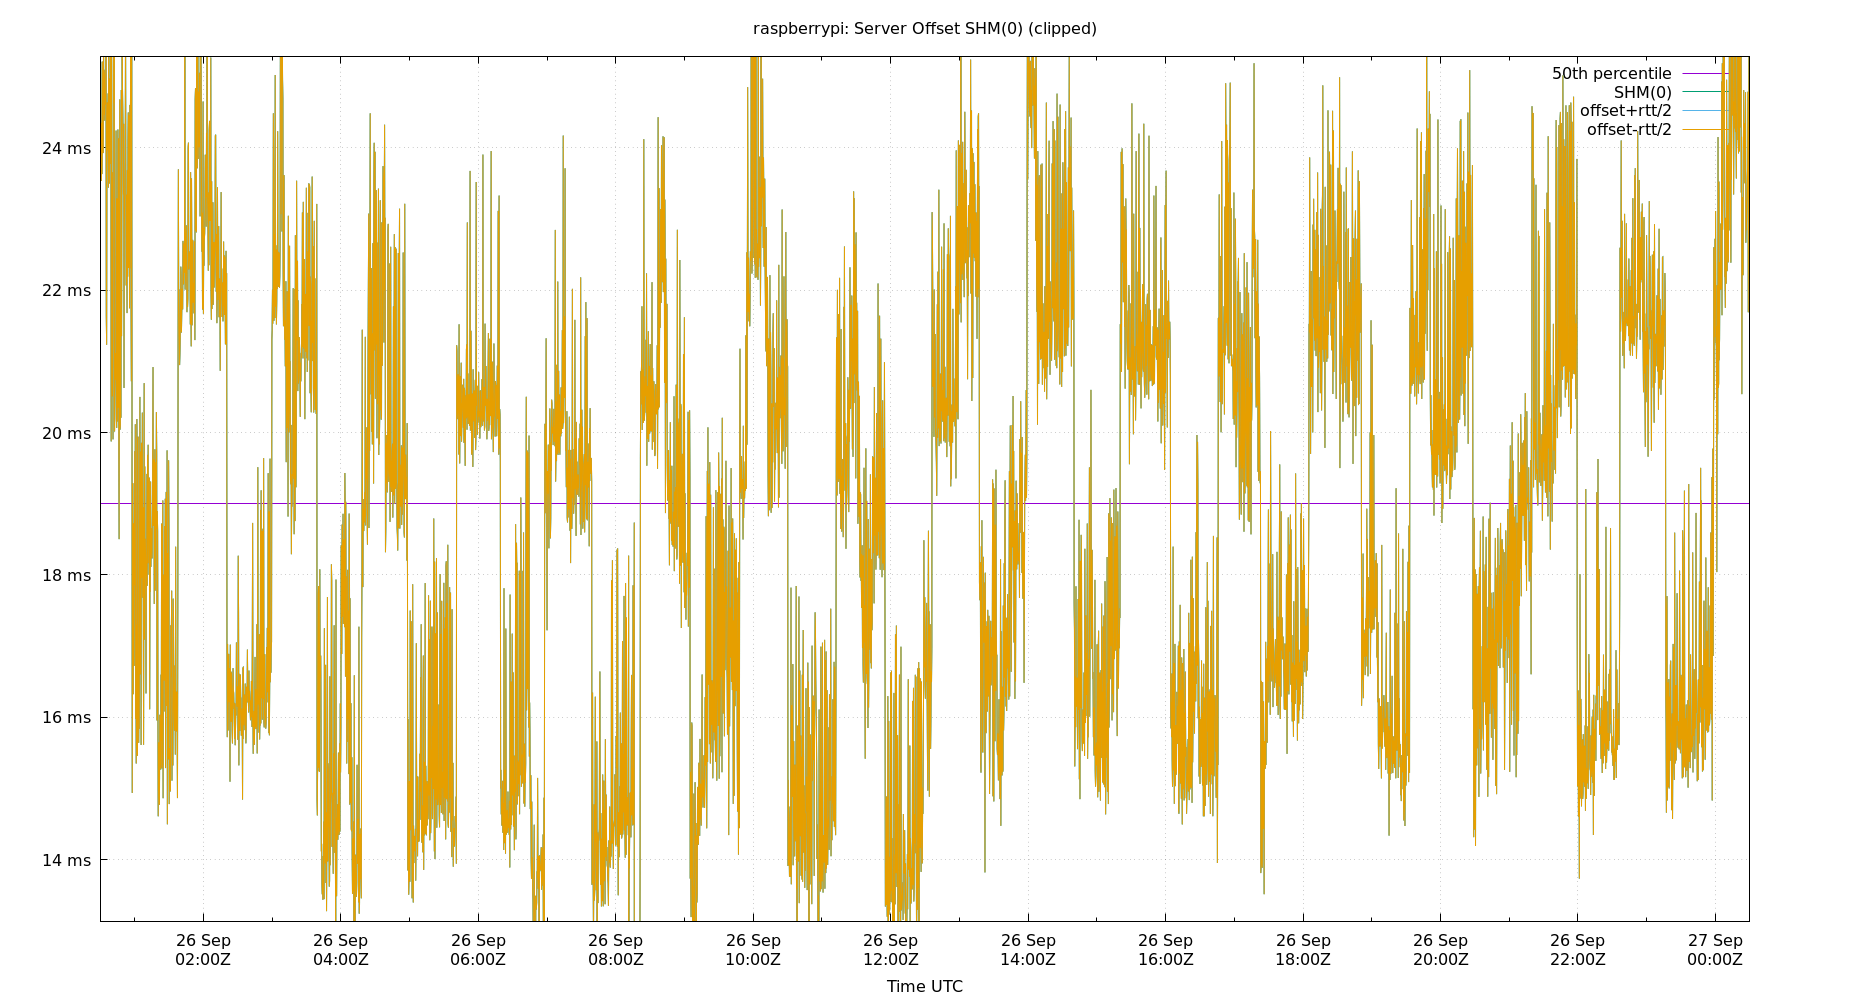 raspberrypi: Server Offset SHM(0) (clipped)
50th percentile
SHM(0)
offset+rtt/2
offset-rtt/2
24 ms
22 ms
20 ms
18 ms
16 ms
14 ms
26 Sep 26 Sep 26 Sep 26 Sep 26 Sep 26 Sep 26 Sep 26 Sep 26 Sep 26 Sep 26 Sep 27 Sep
02:00Z 04:00Z 06:00Z 08:00Z 10:00Z 12:00Z 14:00Z 16:00Z 18:00Z 20:00Z 22:00Z 00:00Z
Time UTC